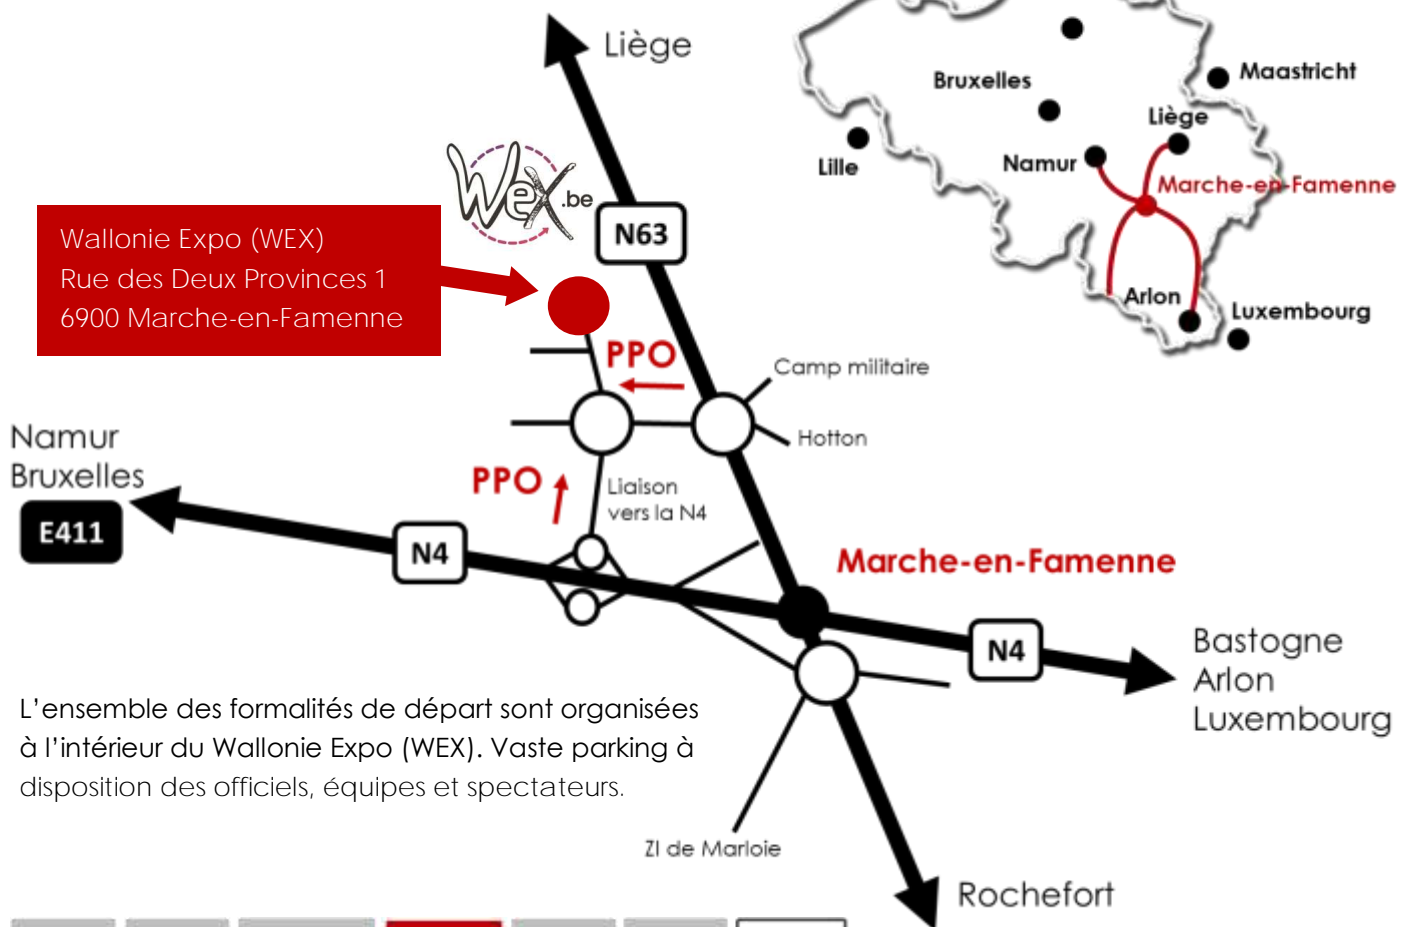 Liège
Bruxelles
Maastricht
Liège
Lille
Namur
Marche-en-Famenne
Arlon
Luxembourg
Wex.be
N63
Wallonie Expo (WEX)
Rue des Deux Provinces 1
6900 Marche-en-Famenne
PPO
Camp militaire
Hotton
Namur
Bruxelles
E411
PPO
Liaison
vers la N4
N4
Marche-en-Famenne
N4
Bastogne
Arlon
Luxembourg
L’ensemble des formalités de départ sont organisées
à l’intérieur du Wallonie Expo (WEX). Vaste parking à
disposition des officiels, équipes et spectateurs.
ZI de Marloie
Rochefort